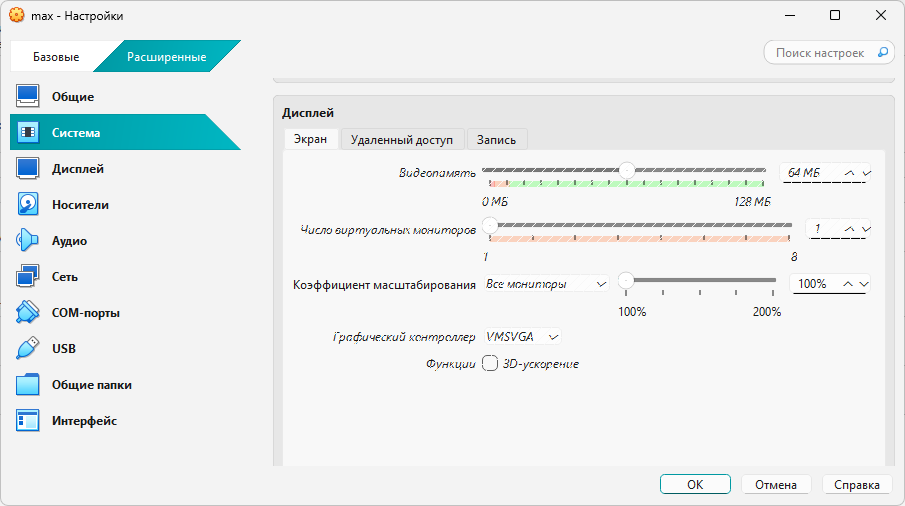 max - Настройки
Базовые
Расширенные
Поиск настроек
Общие
Система
Дисплей
Носители
Аудио
Сеть
COM-порты
USB
Общие папки
Интерфейс
Дисплей
Экран
Удаленный доступ
Запись
Видеопамять
64 МБ
0 МБ
128 МБ
Число виртуальных мониторов
1
1
8
Коэффициент масштабирования
Все мониторы
100%
100%
200%
Графический контроллер
VMSVGA
Функции
3D-ускорение
OK
Отмена
Справка